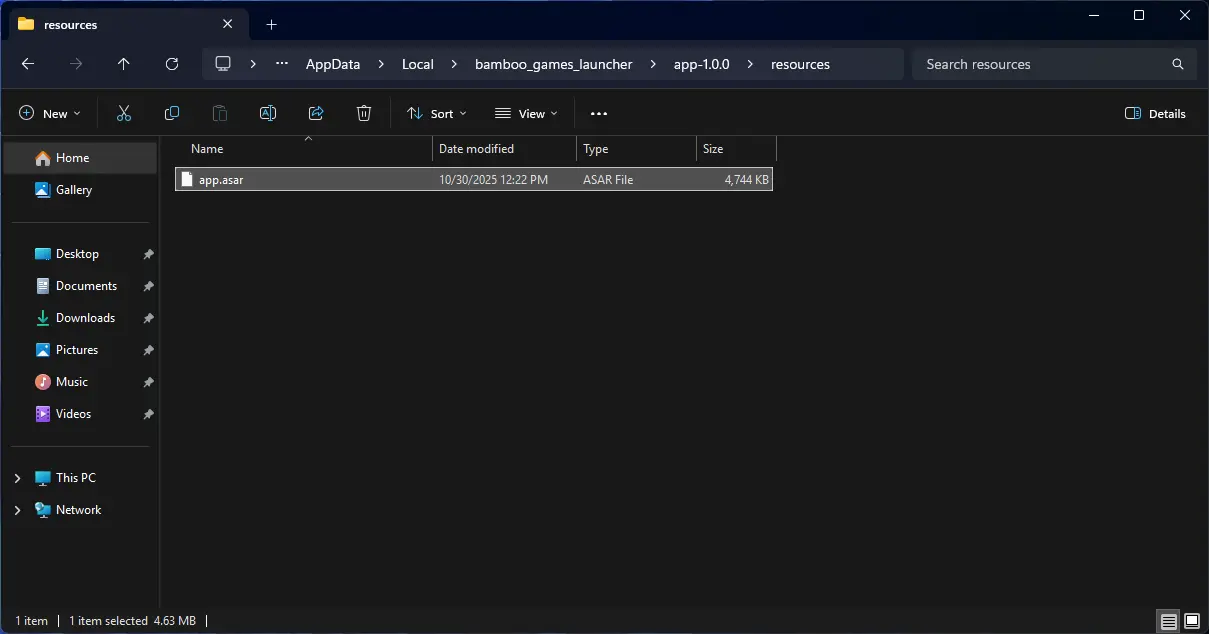 resources
AppData Local bamboo_games_launcher app-1.0.0 resources
Search resources
New Sort View Details
Name Date modified Type Size
app.asar 10/30/2025 12:22 PM ASAR File 4,744 KB
Home
Gallery
Desktop
Documents
Downloads
Pictures
Music
Videos
This PC
Network
1 item 1 item selected 4.63 MB